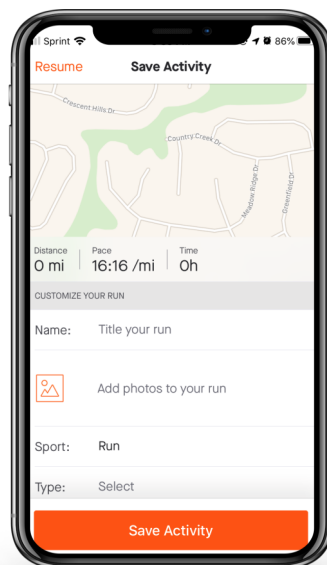 Sprint 86%
Resume Save Activity
Crescent Hills Dr
Country Creek Dr
Meadow Ridge Dr
Greenfield Dr
Distance Pace Time
0 mi 16:16 /mi 0h
CUSTOMIZE YOUR RUN
Name: Title your run
Add photos to your run
Sport: Run
Type: Select
Save Activity